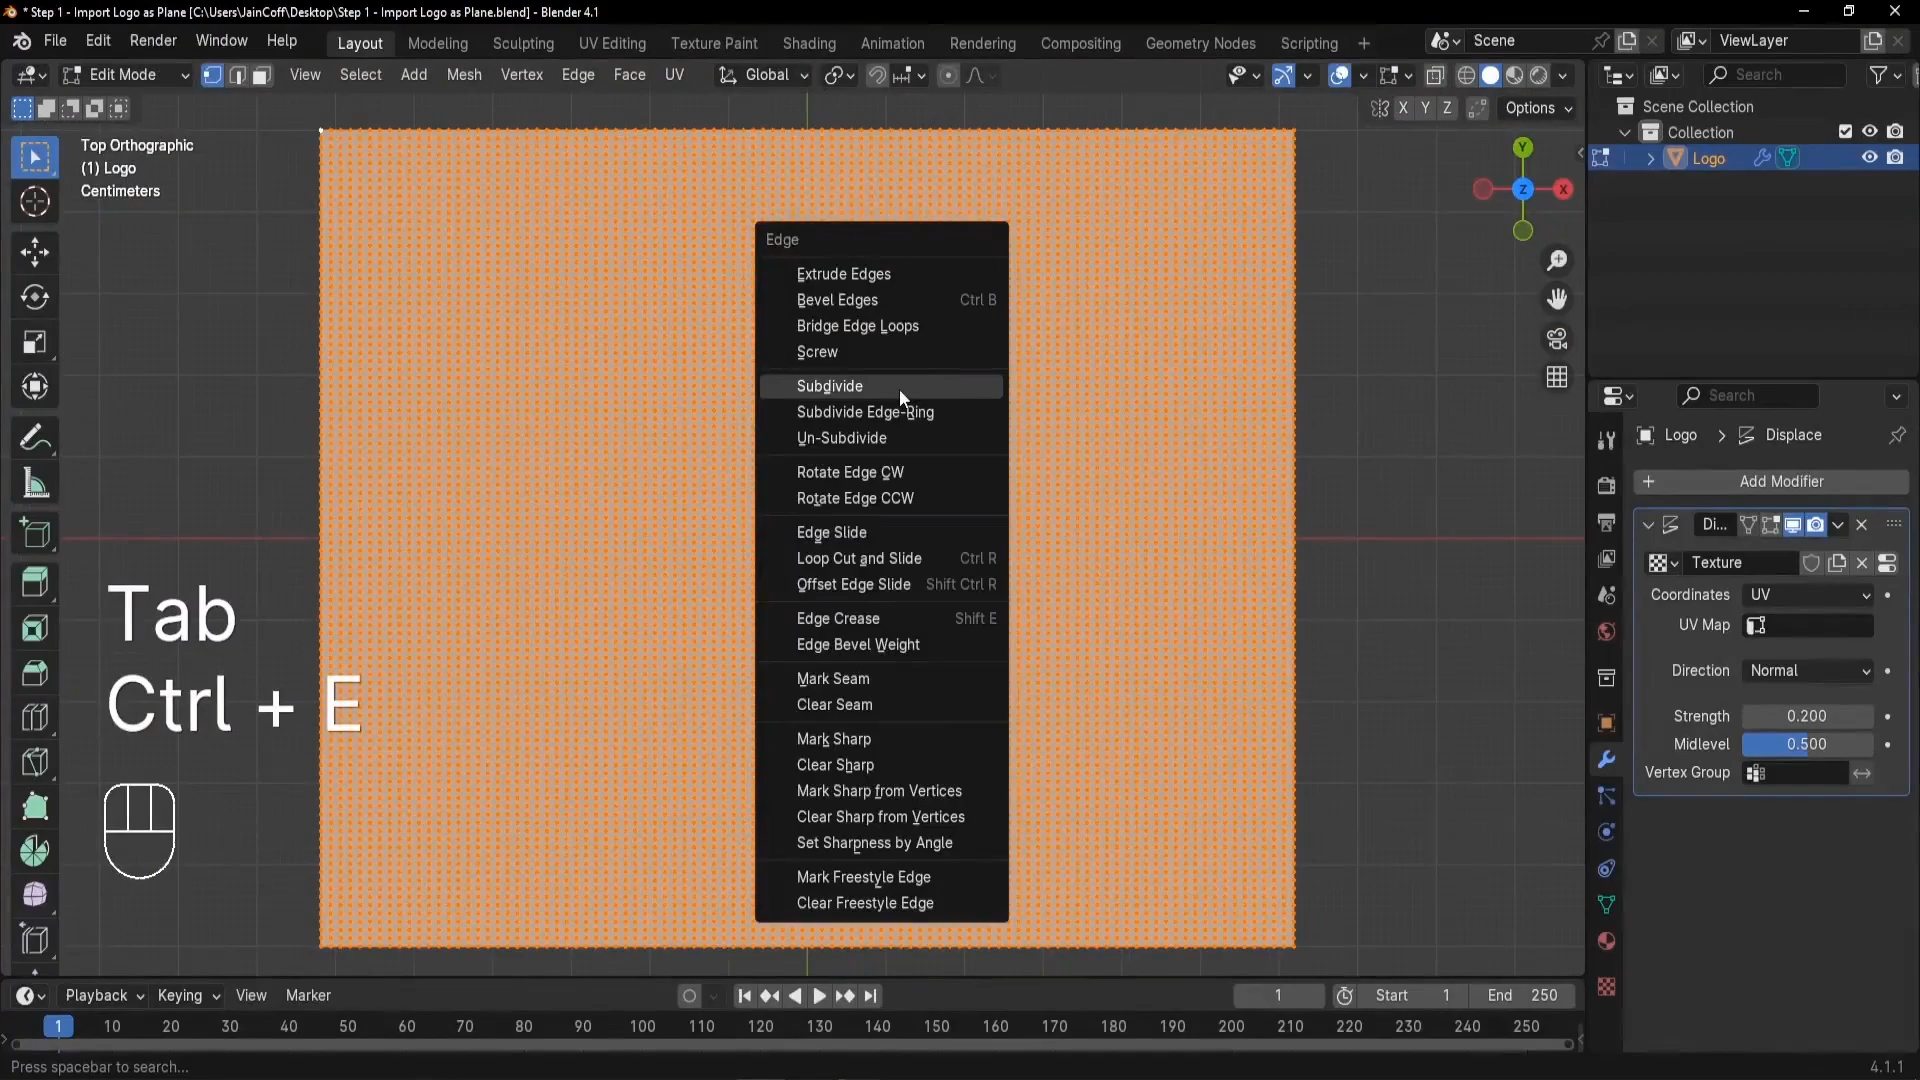 * Step 1 - Import Logo as Plane [C:\Users\JainCoff\Desktop\Step 1 - Import Logo as Plane.blend] - Blender 4.1
File Edit Render Window Help
Layout Modeling Sculpting UV Editing Texture Paint Shading Animation Rendering Compositing Geometry Nodes Scripting +
Scene
ViewLayer
Edit Mode
View Select Add Mesh Vertex Edge Face UV
Global
Search
X Y Z
Options
Scene Collection
Collection
Logo
Top Orthographic
(1) Logo
Centimeters
Y
Z
X
Edge
Extrude Edges
Bevel Edges Ctrl B
Bridge Edge Loops
Screw
Subdivide
Subdivide Edge-Ring
Un-Subdivide
Rotate Edge CW
Rotate Edge CCW
Edge Slide
Loop Cut and Slide Ctrl R
Offset Edge Slide Shift Ctrl R
Edge Crease Shift E
Edge Bevel Weight
Mark Seam
Clear Seam
Mark Sharp
Clear Sharp
Mark Sharp from Vertices
Clear Sharp from Vertices
Set Sharpness by Angle
Mark Freestyle Edge
Clear Freestyle Edge
Tab
Ctrl + E
Search
Logo > Displace
+ Add Modifier
Di...
Texture
Coordinates UV
UV Map
Direction Normal
Strength 0.200
Midlevel 0.500
Vertex Group
Playback Keying View Marker
1
Start 1
End 250
1 10 20 30 40 50 60 70 80 90 100 110 120 130 140 150 160 170 180 190 200 210 220 230 240 250
Press spacebar to search...
4.1.1